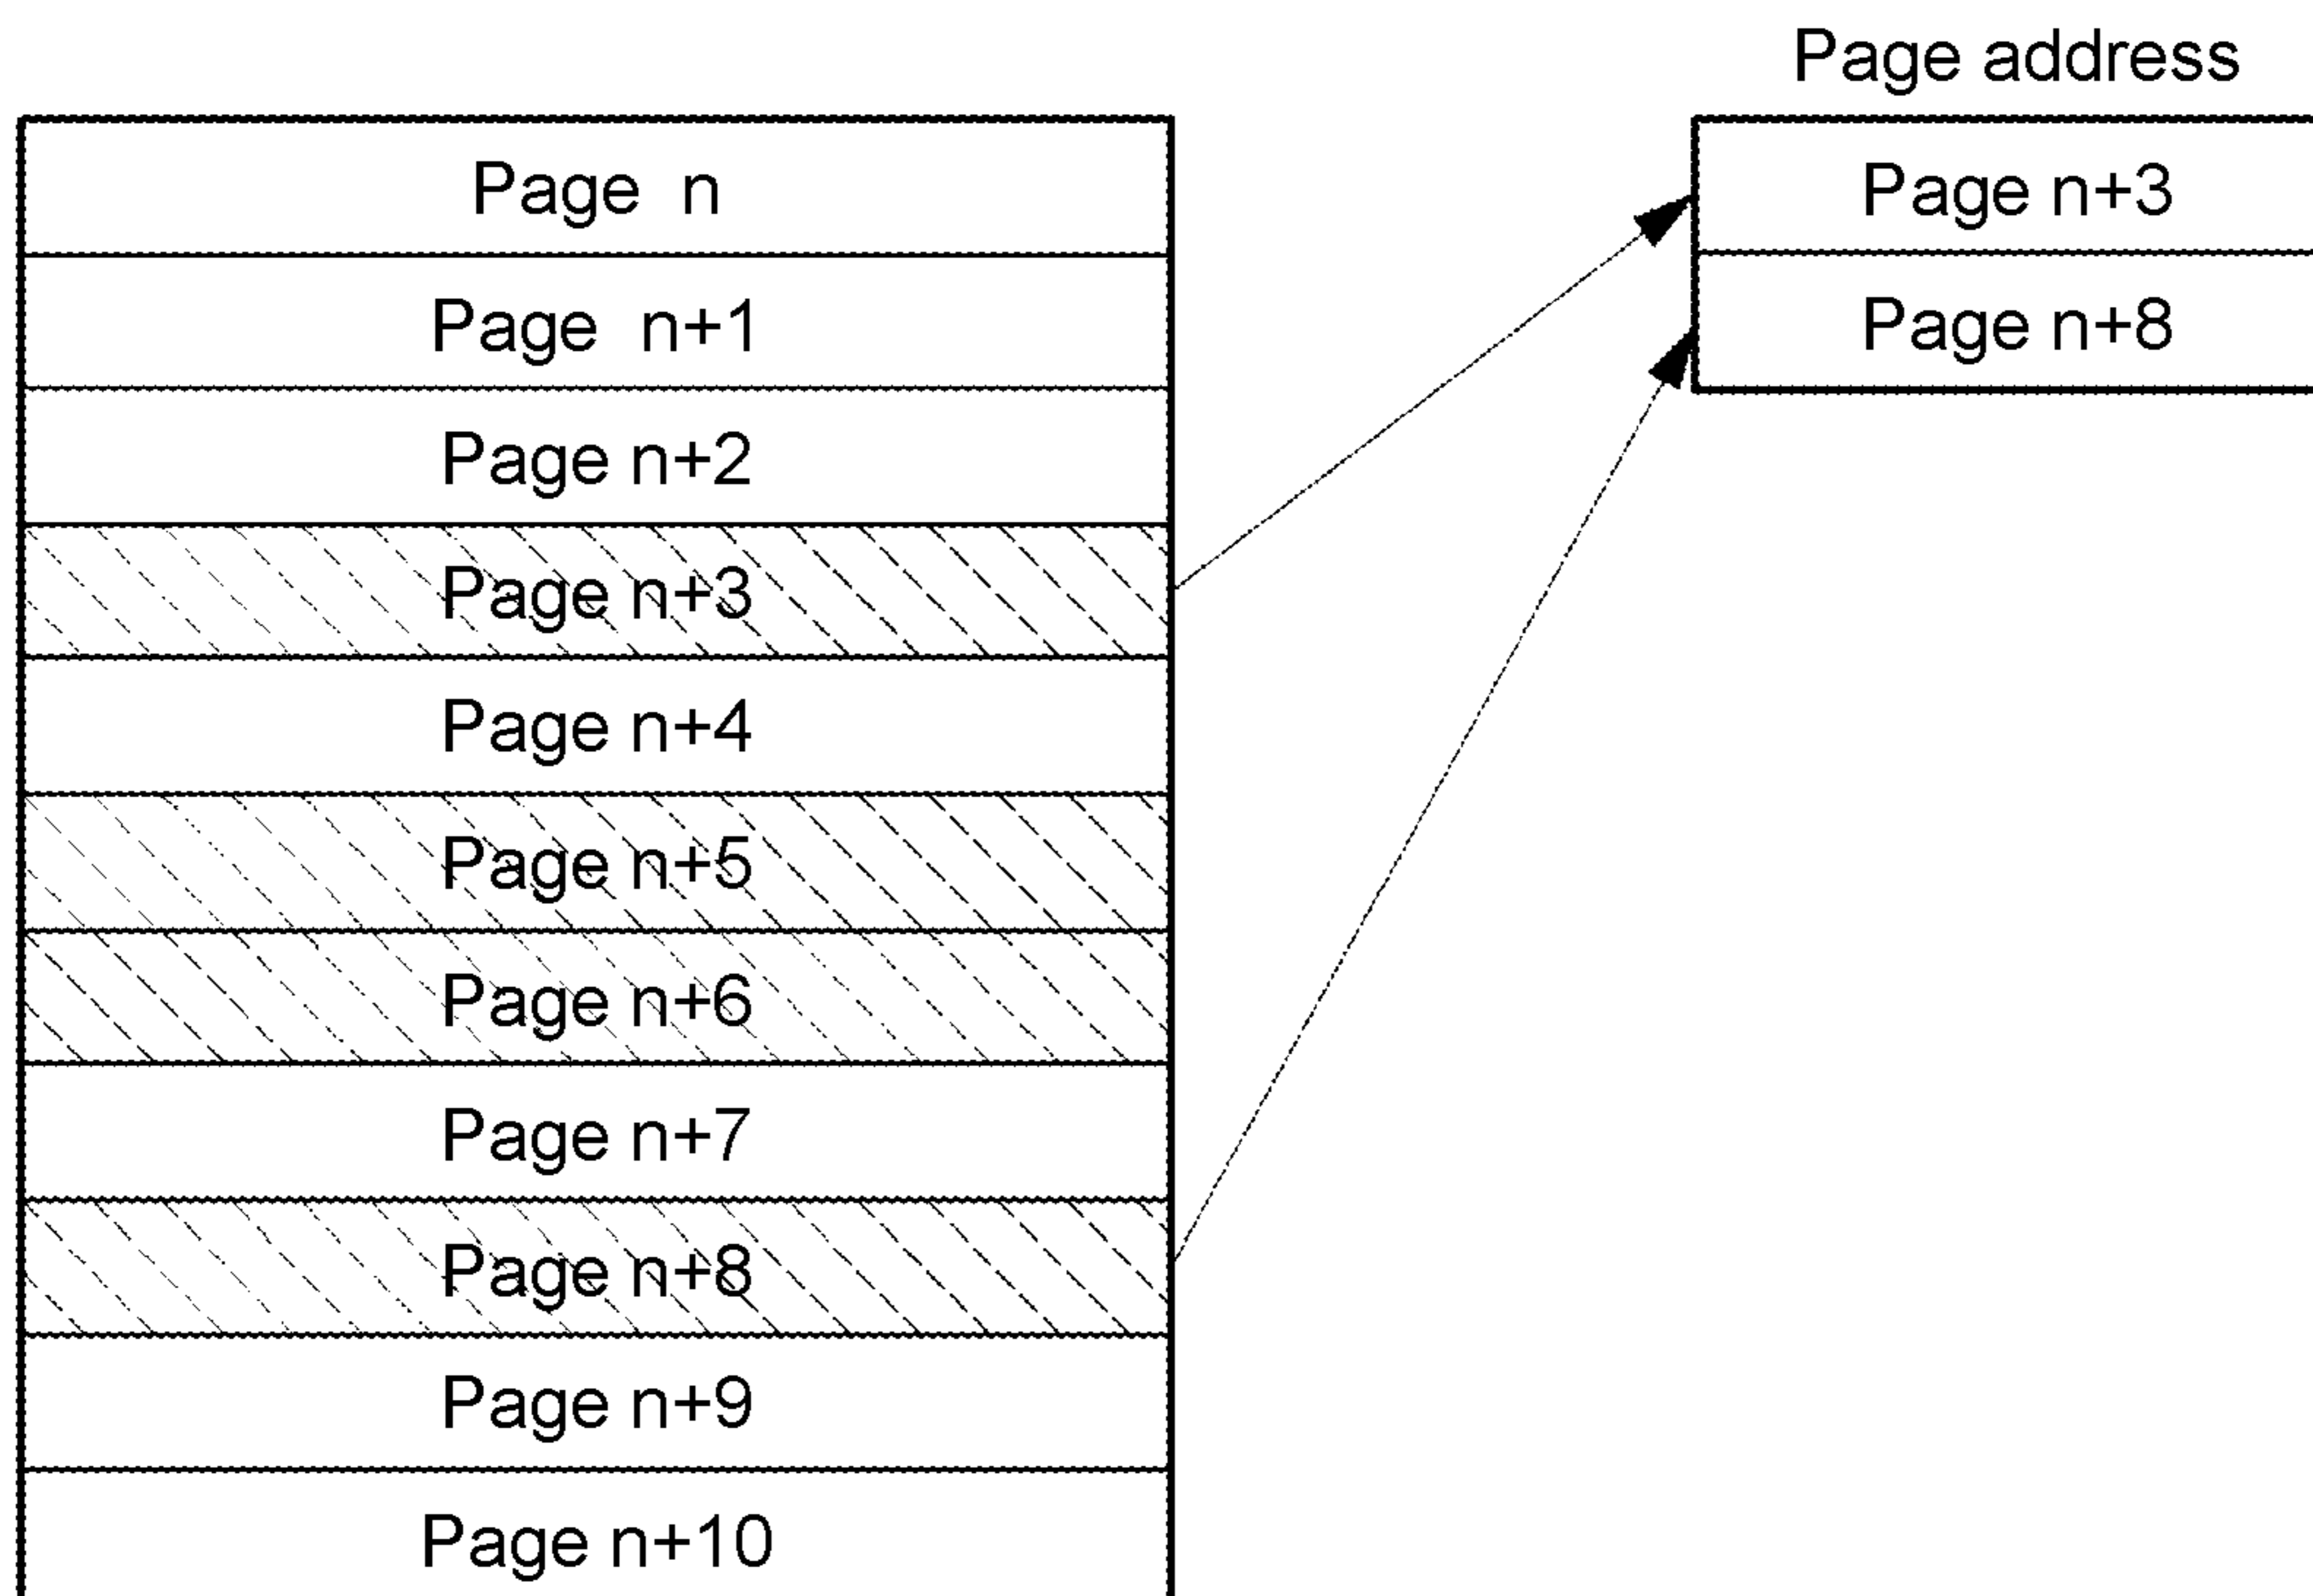 Page address
Page n
Page n+1
Page n+2
Page n+3
Page n+4
Page n+5
Page n+6
Page n+7
Page n+8
Page n+9
Page n+10
Page n+3
Page n+8